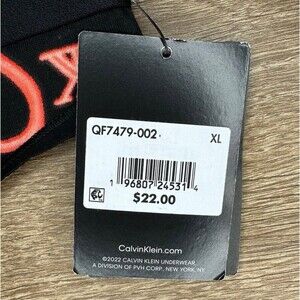 QF7479-002
XL
1 96807 24531 4
$22.00
CalvinKlein.com
©2022 CALVIN KLEIN UNDERWEAR
A DIVISION OF PVH CORP., NEW YORK, NY